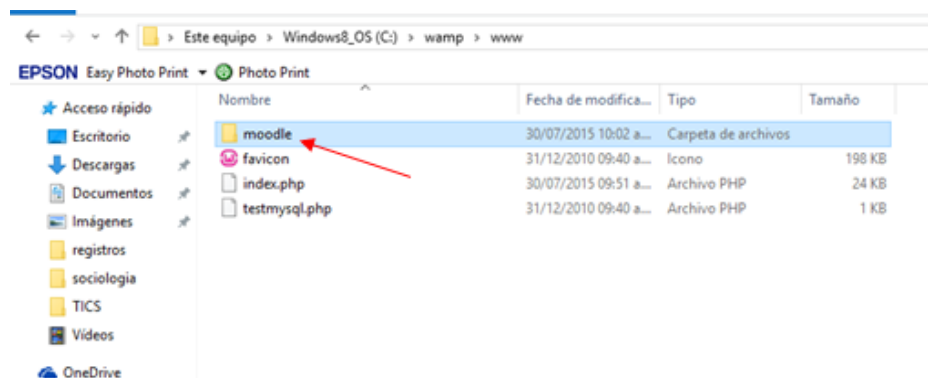 Este equipo > Windows8_OS (C:) > wamp > www
EPSON Easy Photo Print Photo Print
Nombre Fecha de modifica... Tipo Tamaño
Acceso rápido
Escritorio
Descargas
Documentos
Imágenes
registros
sociologia
TICS
Vídeos
OneDrive
moodle 30/07/2015 10:02 a... Carpeta de archivos
favicon 31/12/2010 09:40 a... Icono 198 KB
index.php 30/07/2015 09:51 a... Archivo PHP 24 KB
testmysql.php 31/12/2010 09:40 a... Archivo PHP 1 KB